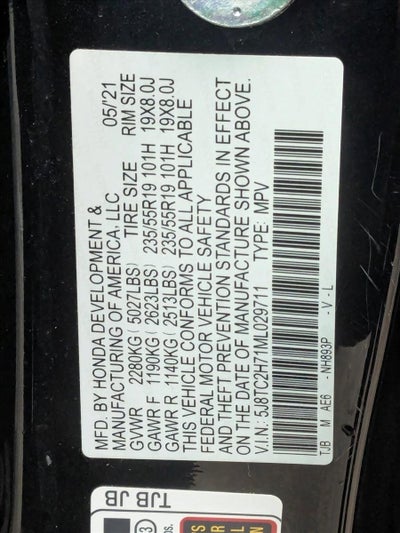 MFD. BY HONDA DEVELOPMENT &
MANUFACTURING OF AMERICA, LLC 05/'21
GVWR 2280KG ( 5027LBS) TIRE SIZE RIM SIZE
GAWR F 1190KG ( 2623LBS) 235/55R19 101H 19X8.0J
GAWR R 1140KG ( 2513LBS) 235/55R19 101H 19X8.0J
THIS VEHICLE CONFORMS TO ALL APPLICABLE
FEDERAL MOTOR VEHICLE SAFETY
AND THEFT PREVENTION STANDARDS IN EFFECT
ON THE DATE OF MANUFACTURE SHOWN ABOVE.
V.I.N: 5J8TC2H71ML029711 TYPE: MPV
TJB M AE6 -NH893P -V-L
TJB JB